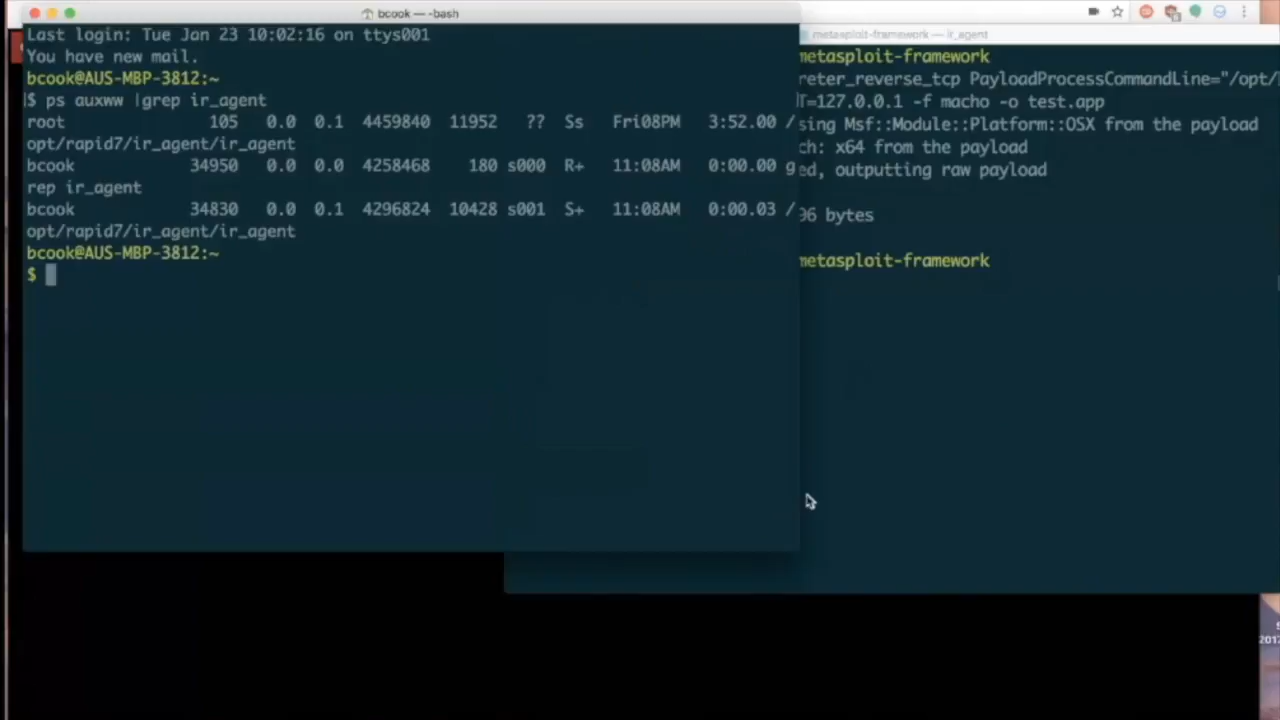 bcook — -bash
Last login: Tue Jan 23 10:02:16 on ttys001
You have new mail.
bcook@AUS-MBP-3812:~
$ ps auxww |grep ir_agent
root 105 0.0 0.1 4459840 11952 ?? Ss Fri08PM 3:52.00 /
opt/rapid7/ir_agent/ir_agent
bcook 34950 0.0 0.0 4258468 180 s000 R+ 11:08AM 0:00.00 g
rep ir_agent
bcook 34830 0.0 0.1 4296824 10428 s001 S+ 11:08AM 0:00.03 /
opt/rapid7/ir_agent/ir_agent
bcook@AUS-MBP-3812:~
$
metasploit-framework — ir_agent
metasploit-framework
reter_reverse_tcp PayloadProcessCommandLine="/opt/
T=127.0.0.1 -f macho -o test.app
sing Msf::Module::Platform::OSX from the payload
ch: x64 from the payload
ed, outputting raw payload
96 bytes
metasploit-framework
2017